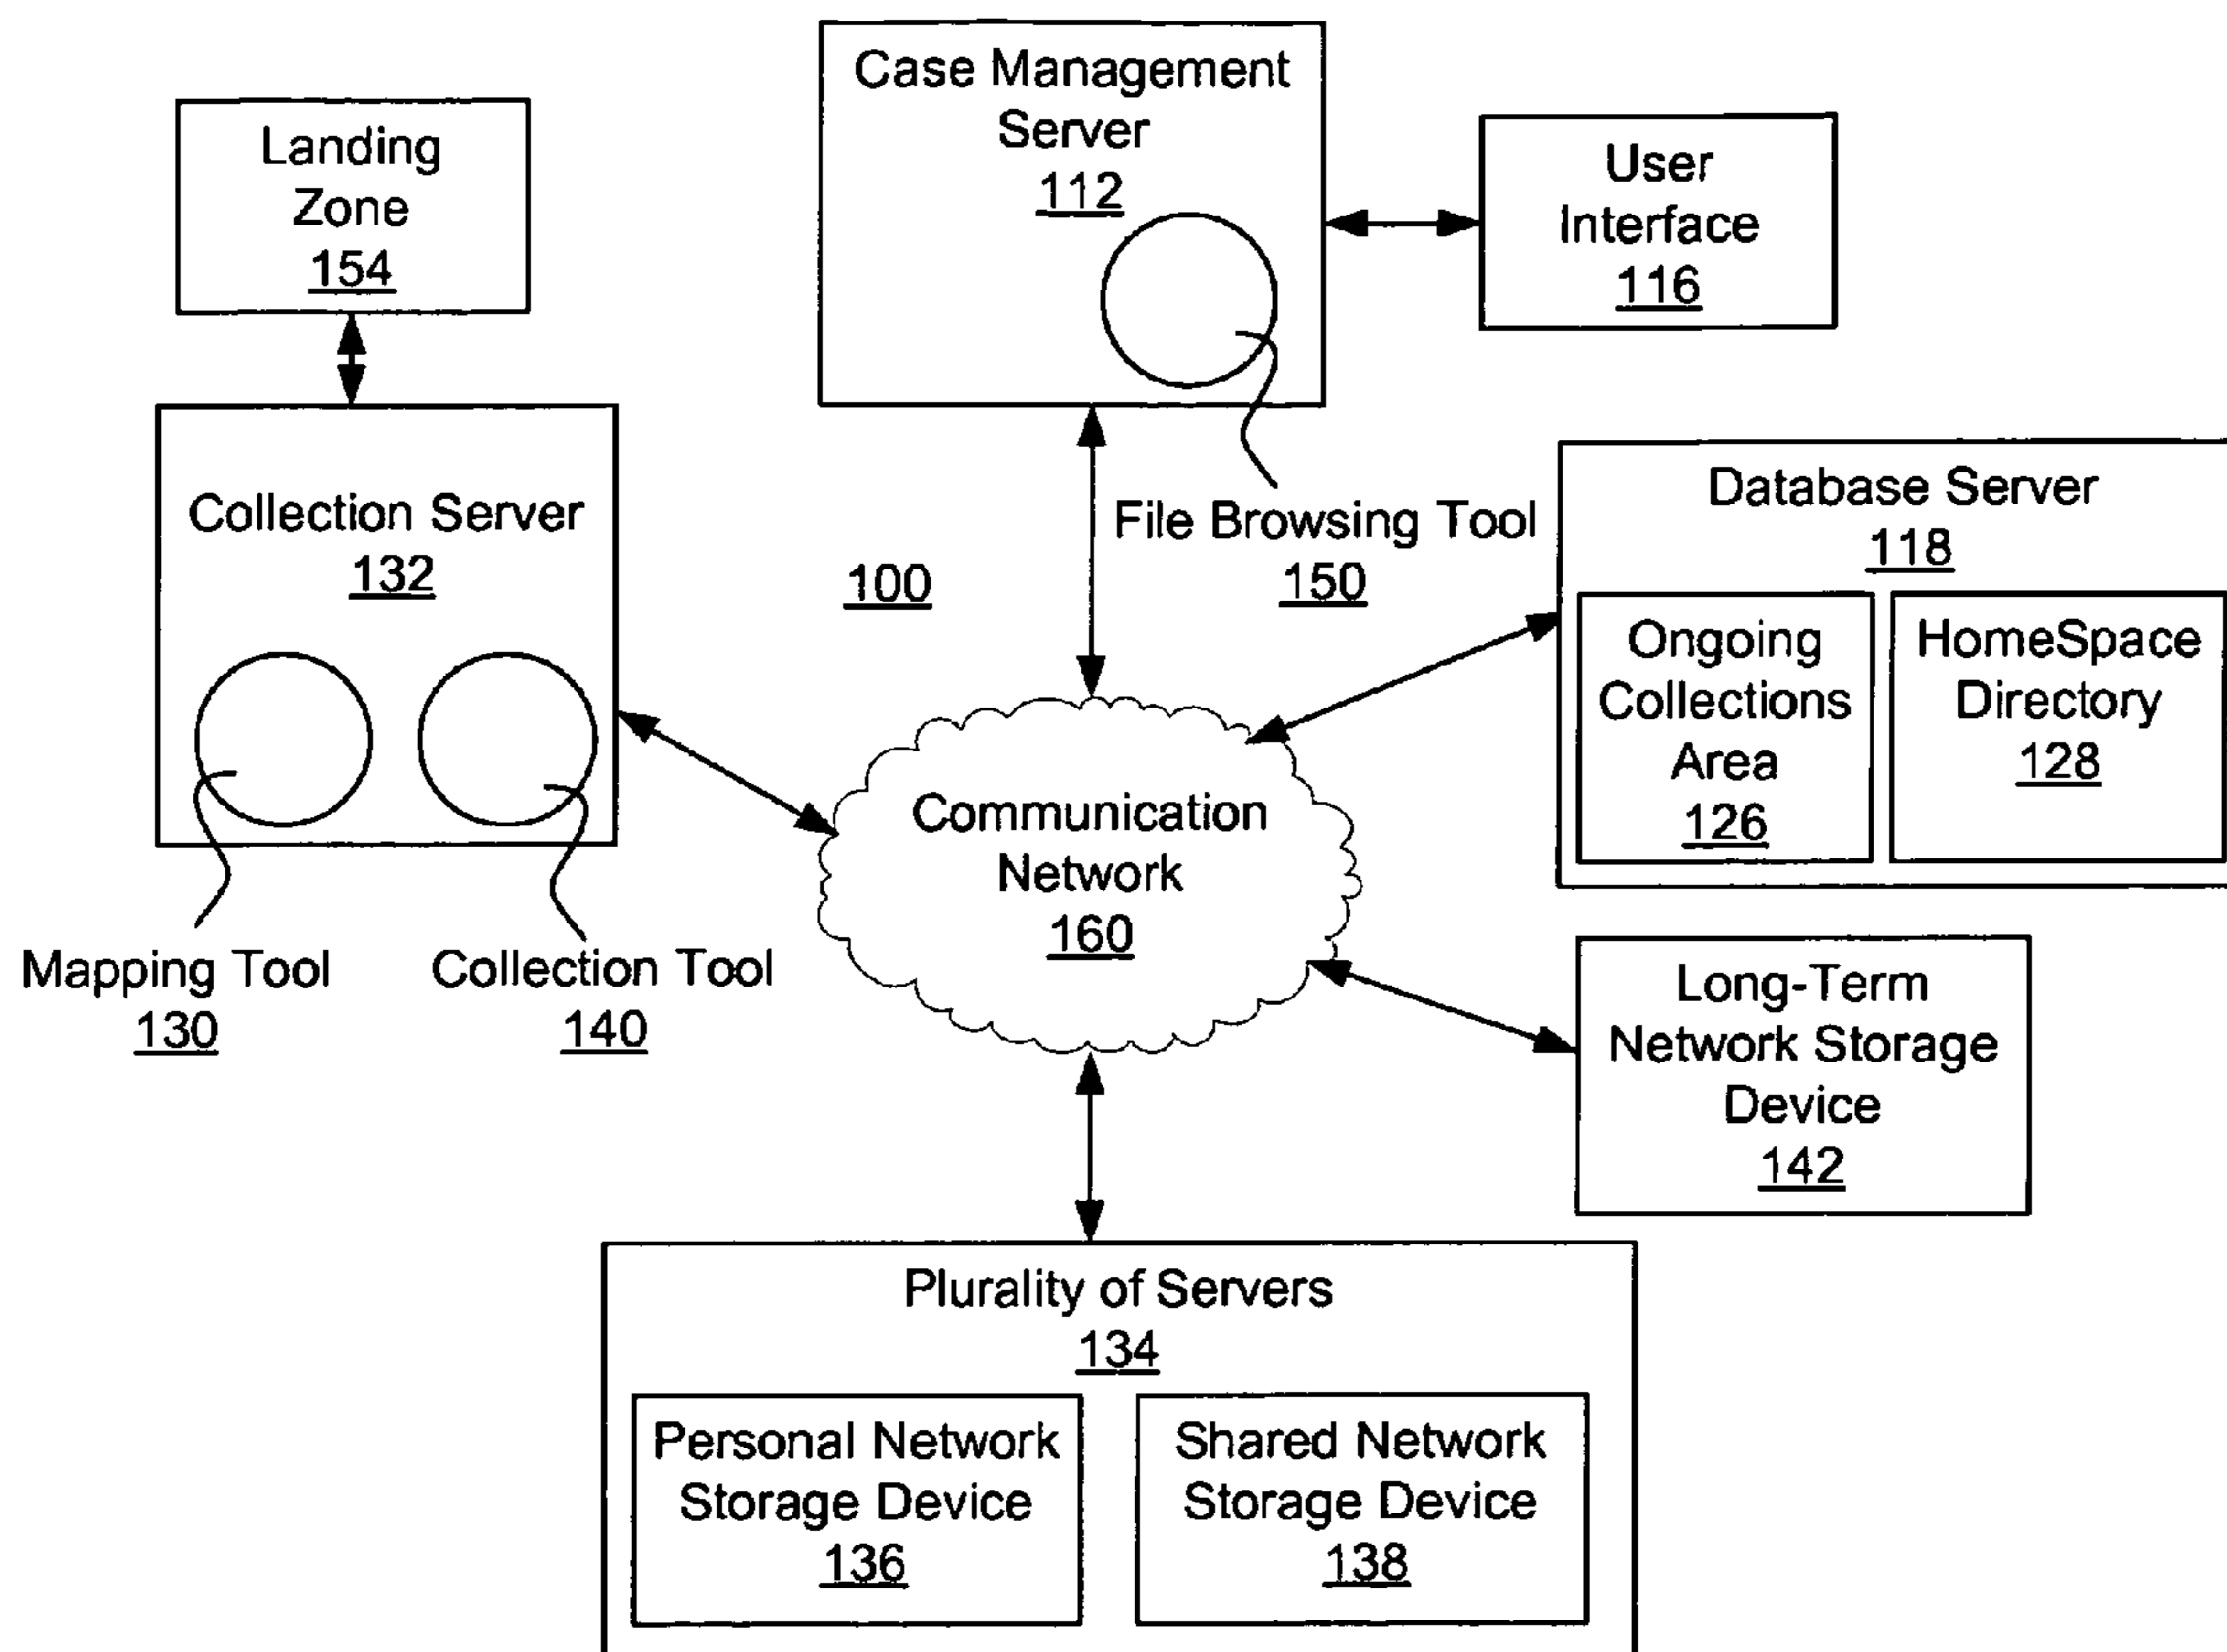 Case Management
Server
112
Landing
Zone
154
User
Interface
116
Collection Server
132
File Browsing Tool
150
100
Database Server
118
Ongoing
Collections
Area
126
HomeSpace
Directory
128
Communication
Network
160
Mapping Tool
130
Collection Tool
140
Long-Term
Network Storage
Device
142
Plurality of Servers
134
Personal Network
Storage Device
136
Shared Network
Storage Device
138